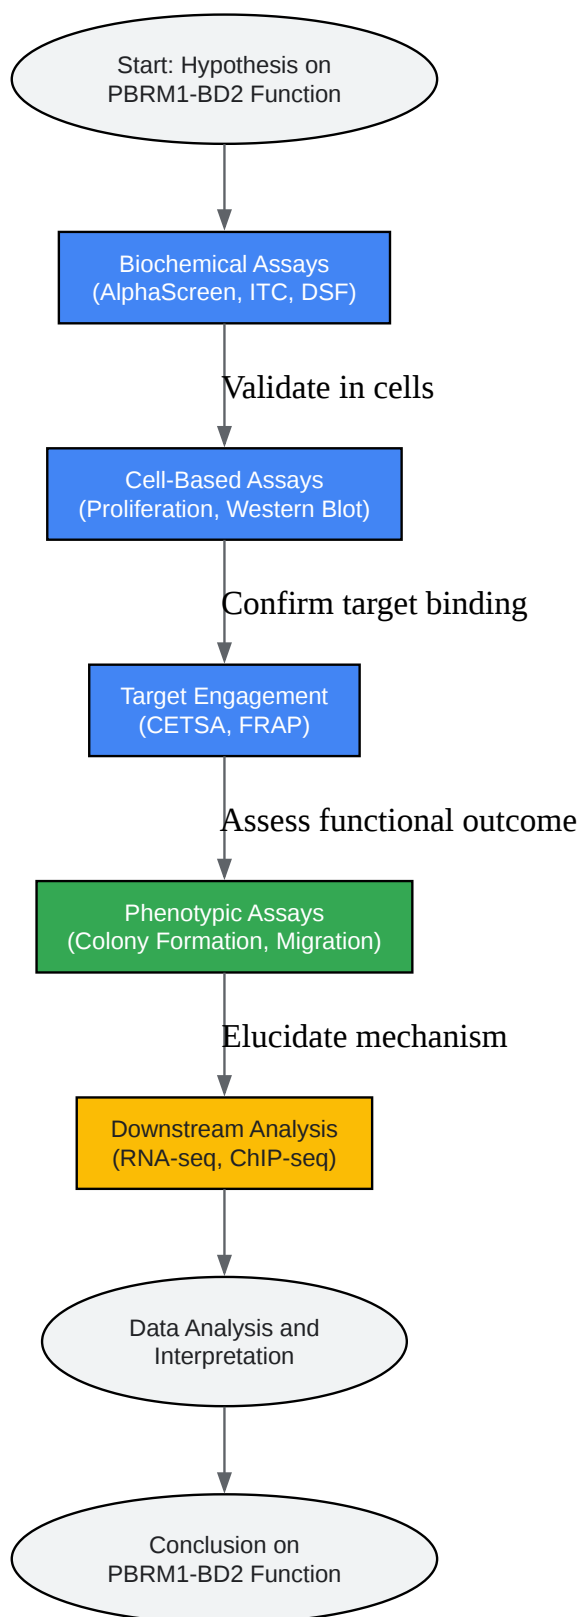 Start: Hypothesis on
PBRM1-BD2 Function
Biochemical Assays
(AlphaScreen, ITC, DSF)
Validate in cells
Cell-Based Assays
(Proliferation, Western Blot)
Confirm target binding
Target Engagement
(CETSA, FRAP)
Assess functional outcome
Phenotypic Assays
(Colony Formation, Migration)
Elucidate mechanism
Downstream Analysis
(RNA-seq, ChIP-seq)
Data Analysis and
Interpretation
Conclusion on
PBRM1-BD2 Function